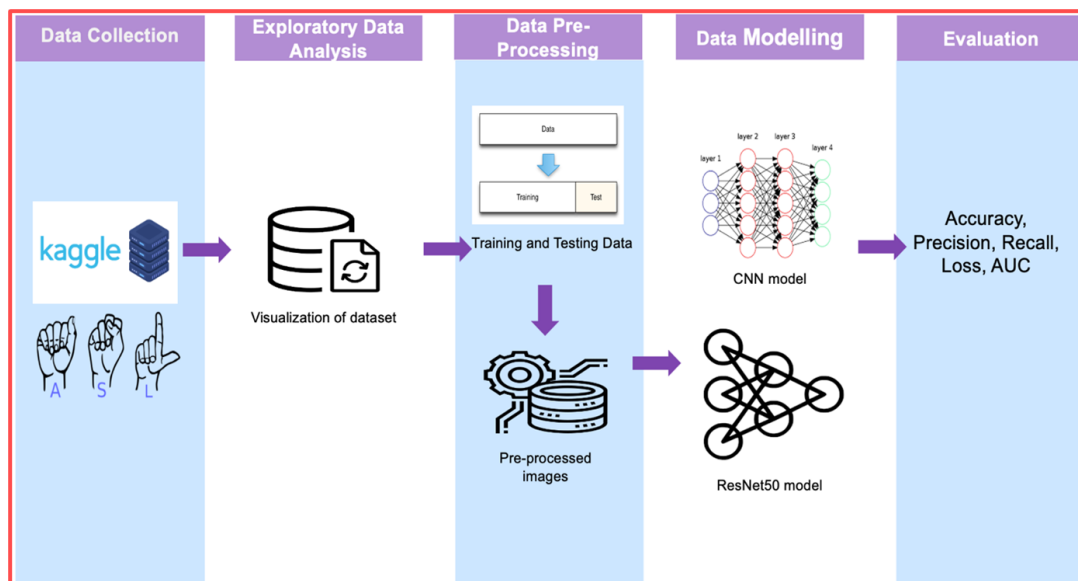 Data Collection
Exploratory Data
Analysis
Data Pre-
Processing
Data Modelling
Evaluation
kaggle
A S L
Visualization of dataset
Data
Training Test
Training and Testing Data
Pre-processed
images
layer 1
layer 2
layer 3
layer 4
CNN model
ResNet50 model
Accuracy,
Precision, Recall,
Loss, AUC